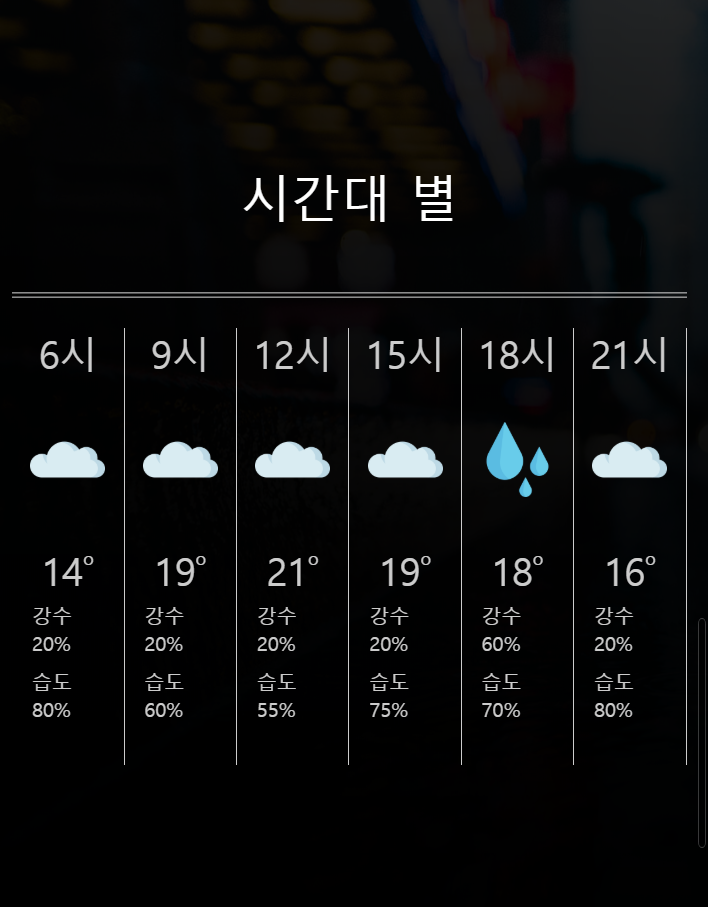 시간대 별
6시 9시 12시 15시 18시 21시
14° 19° 21° 19° 18° 16°
강수 강수 강수 강수 강수 강수
20% 20% 20% 20% 60% 20%
습도 습도 습도 습도 습도 습도
80% 60% 55% 75% 70% 80%